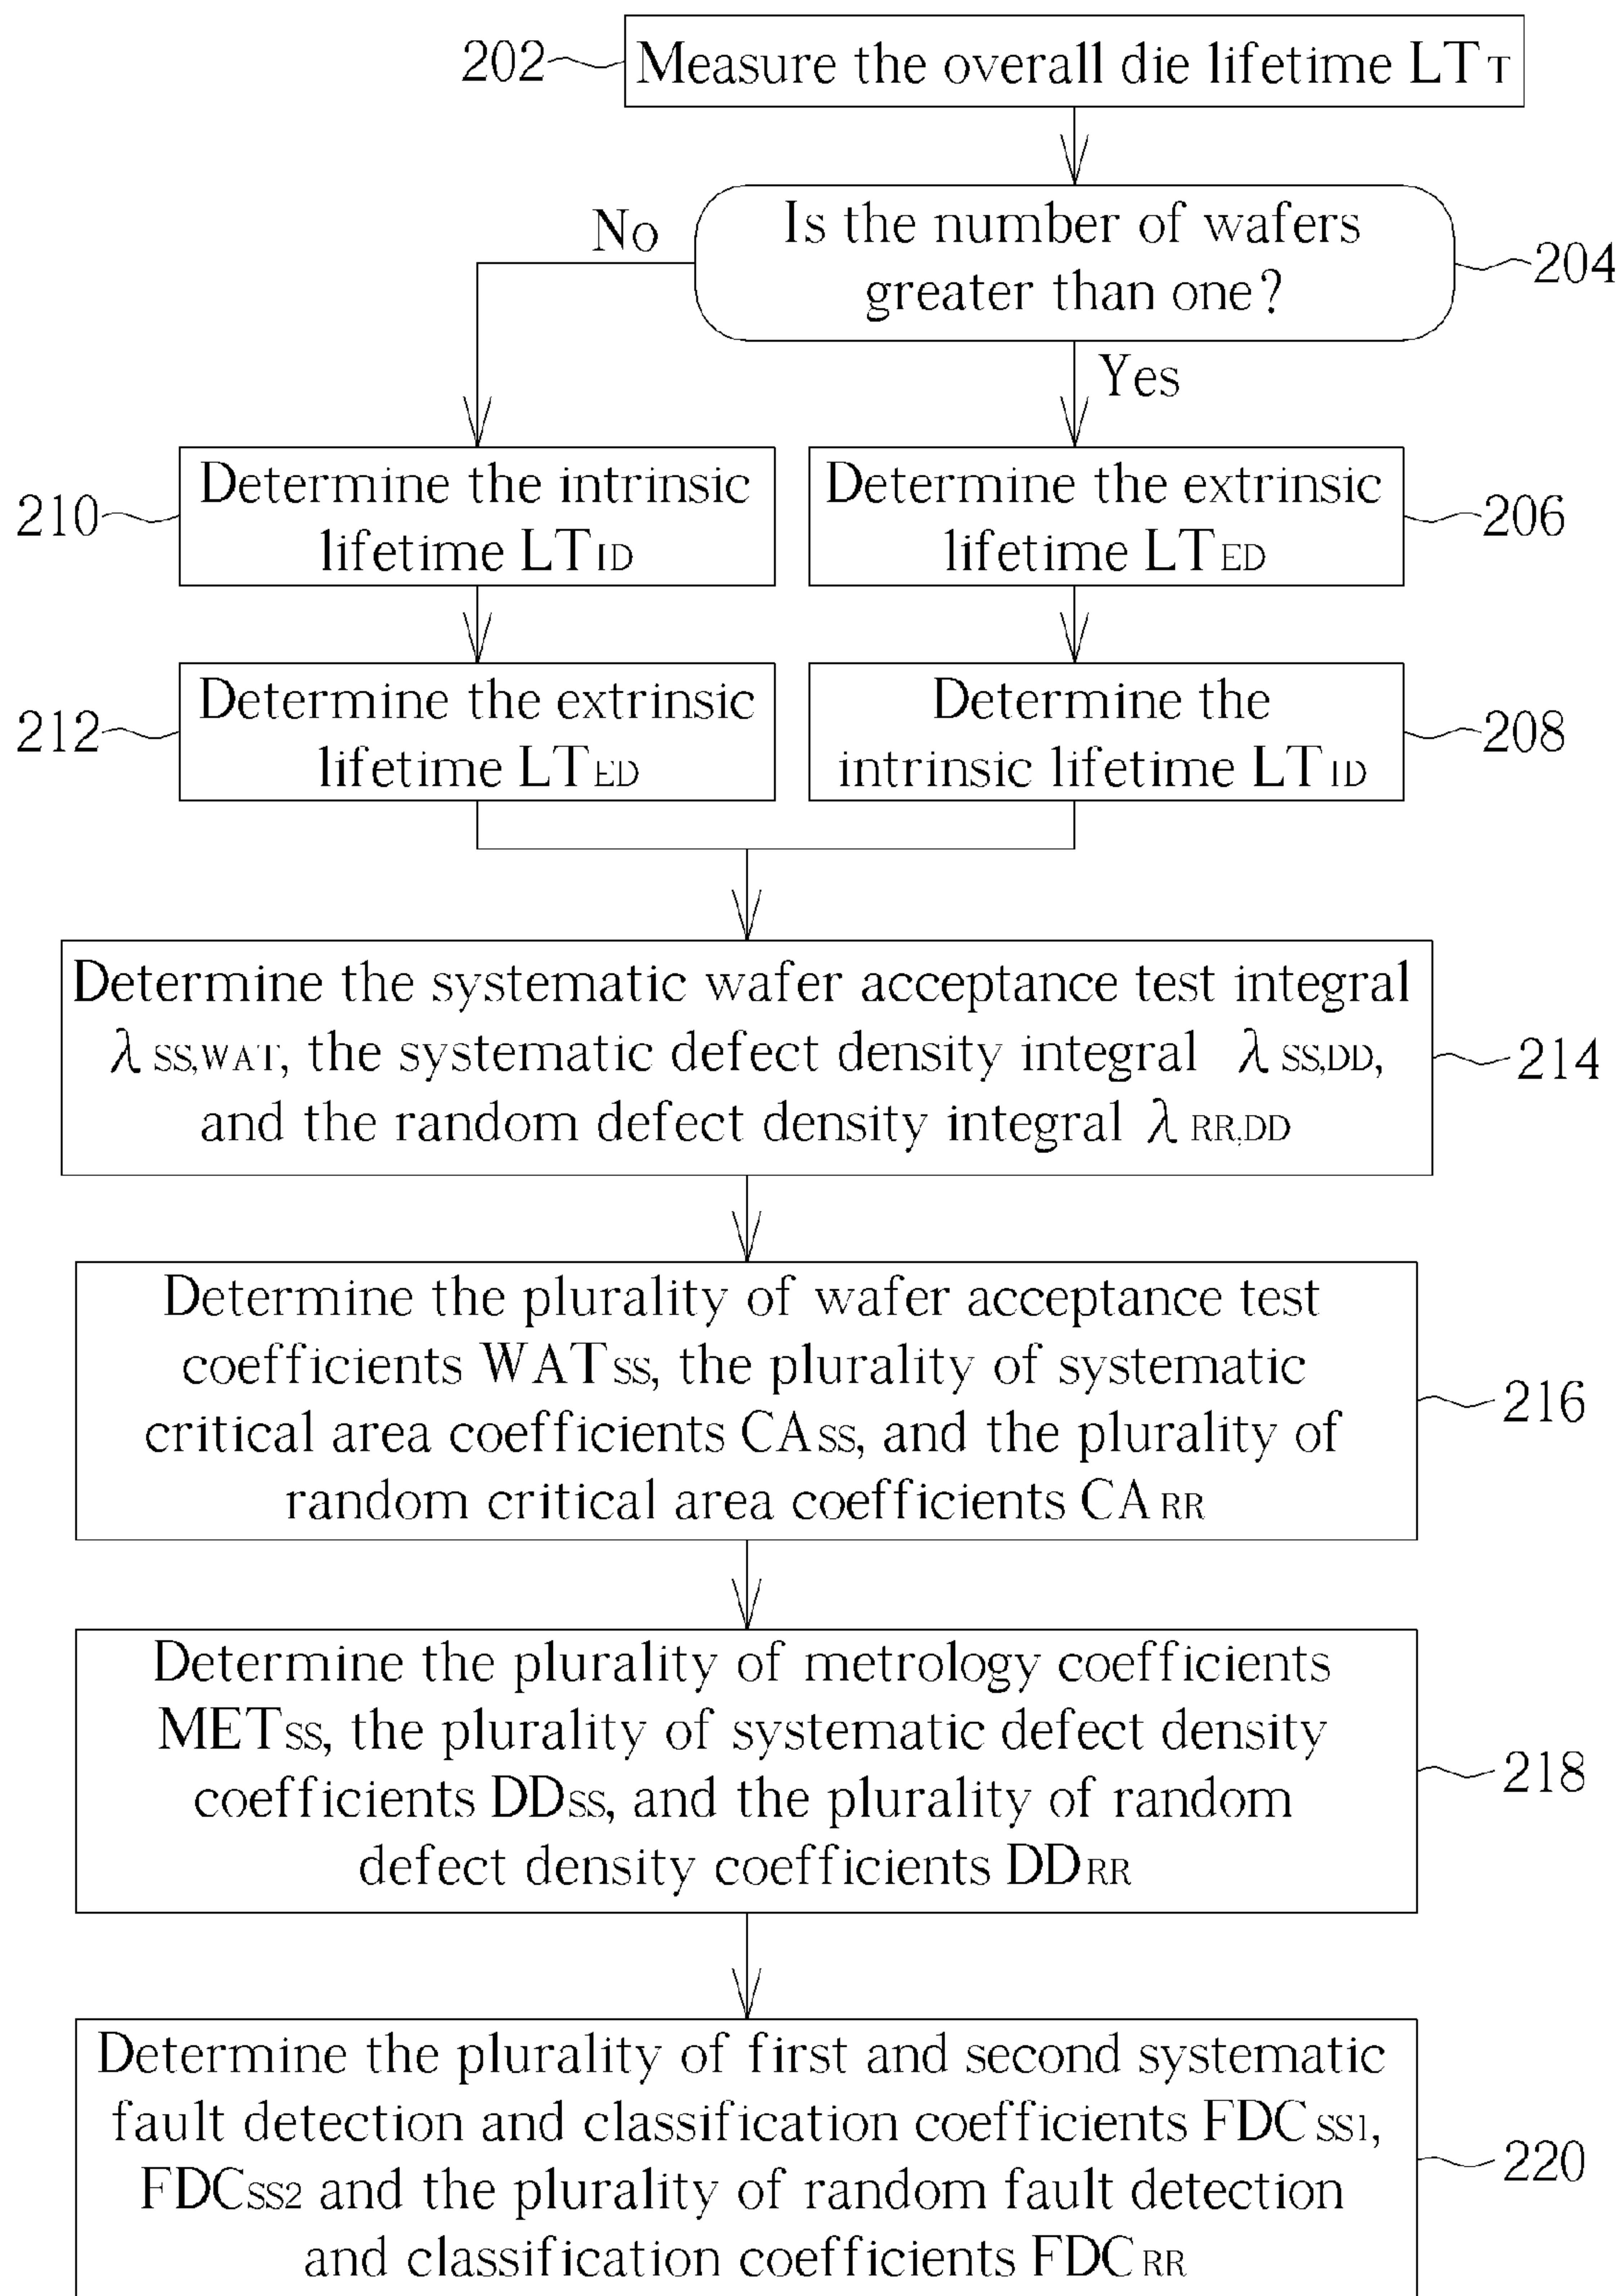 202 Measure the overall die lifetime LTT
Is the number of wafers
greater than one?
204
No
Yes
210
Determine the intrinsic
lifetime LTID
Determine the extrinsic
lifetime LTED
206
212
Determine the extrinsic
lifetime LTED
Determine the
intrinsic lifetime LTID
208
Determine the systematic wafer acceptance test integral
λSS,WAT, the systematic defect density integral λSS,DD,
and the random defect density integral λRR,DD
214
Determine the plurality of wafer acceptance test
coefficients WATSS, the plurality of systematic
critical area coefficients CASS, and the plurality of
random critical area coefficients CARR
216
Determine the plurality of metrology coefficients
METSS, the plurality of systematic defect density
coefficients DDSS, and the plurality of random
defect density coefficients DDRR
218
Determine the plurality of first and second systematic
fault detection and classification coefficients FDCSS1,
FDCSS2 and the plurality of random fault detection
and classification coefficients FDCRR
220